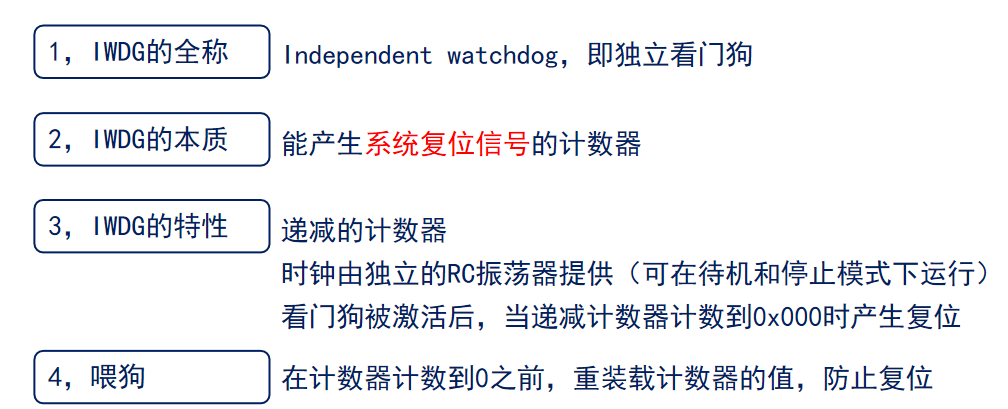 1，IWDG的全称
Independent watchdog，即独立看门狗
2，IWDG的本质
能产生系统复位信号的计数器
3，IWDG的特性
递减的计数器
时钟由独立的RC振荡器提供（可在待机和停止模式下运行）
看门狗被激活后，当递减计数器计数到0x000时产生复位
4，喂狗
在计数器计数到0之前，重装载计数器的值，防止复位